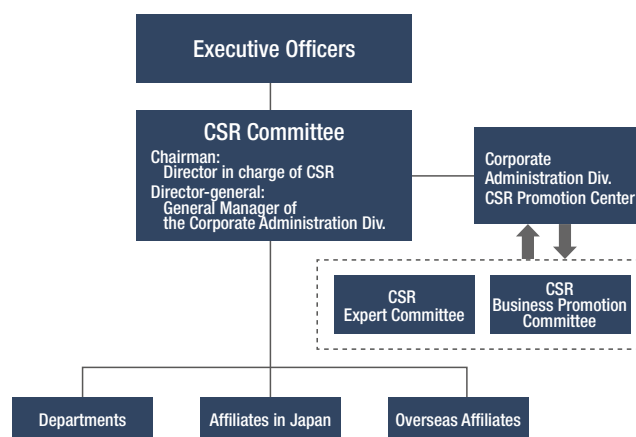 Executive Officers
CSR Committee
Chairman:
Director in charge of CSR
Director-general:
General Manager of
the Corporate Administration Div.
Corporate
Administration Div.
CSR Promotion Center
CSR
Expert Committee
CSR
Business Promotion
Committee
Departments
Affiliates in Japan
Overseas Affiliates